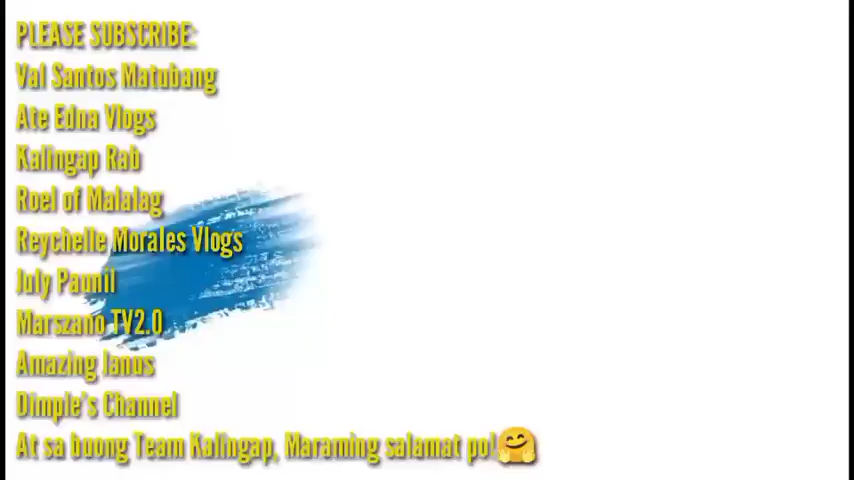 PLEASE SUBSCRIBE:
Val Santos Matubang
Ate Edna Vlogs
Kalingap Rab
Roel of Malalag
Reychelle Morales Vlogs
July Paunil
Marszano TV2.0
Amazing Ianus
Dimple's Channel
At sa buong Team Kalingap, Maraming salamat po!🤗